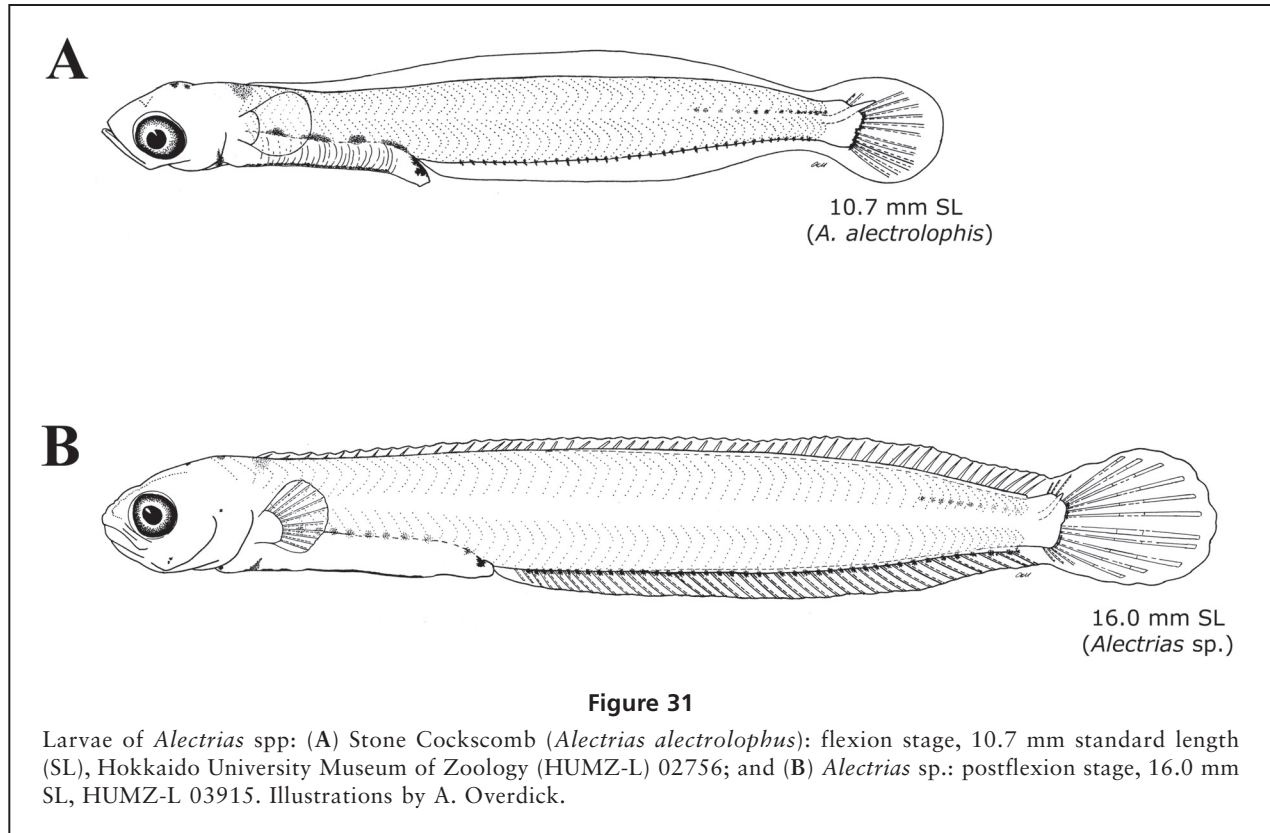 A
10.7 mm SL
(A. alectrolophis)
B
16.0 mm SL
(Alectrias sp.)
Figure 31
Larvae of Alectrias spp: (A) Stone Cockscomb (Alectrias alectrolophus): flexion stage, 10.7 mm standard length
(SL), Hokkaido University Museum of Zoology (HUMZ-L) 02756; and (B) Alectrias sp.: postflexion stage, 16.0 mm
SL, HUMZ-L 03915. Illustrations by A. Overdick.